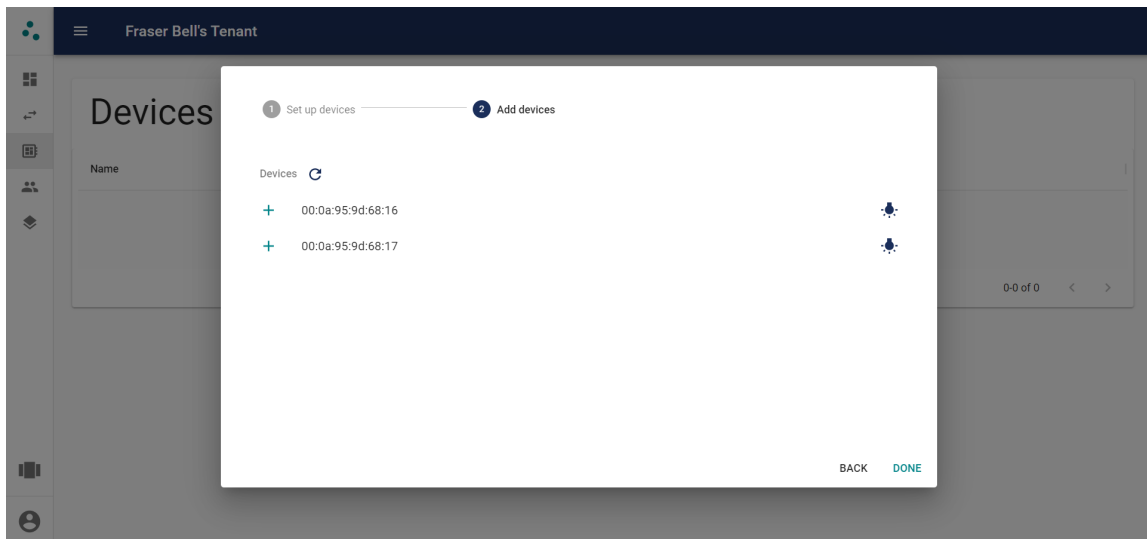 Fraser Bell's Tenant
Devices
Name
0-0 of 0
1 Set up devices
2 Add devices
Devices
00:0a:95:9d:68:16
00:0a:95:9d:68:17
BACK DONE